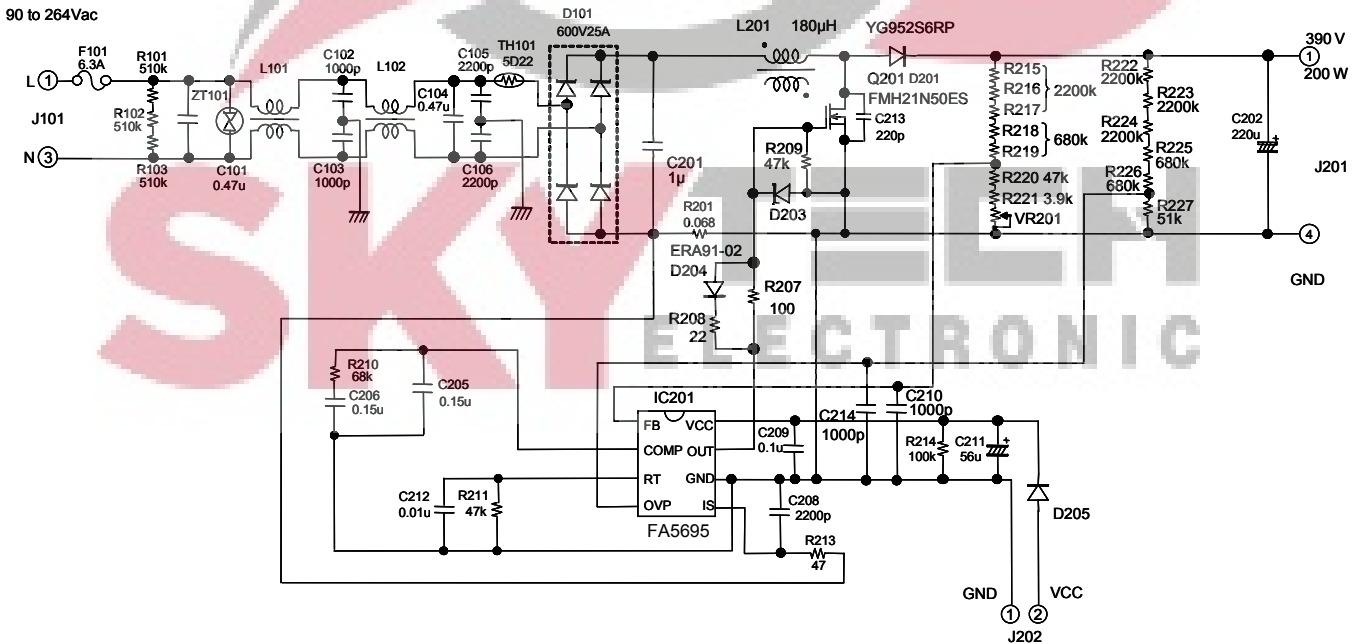 90 to 264Vac
F101
6.3A
L
1
J101
N
3
R101
510k
R102
510k
R103
510k
ZT101
C101
0.47u
L101
C102
1000p
C103
1000p
L102
C104
0.47u
C105
2200p
C106
2200p
TH101
5D22
D101
600V25A
C201
1µ
L201
180µH
YG952S6RP
Q201 D201
FMH21N50ES
C213
220p
R209
47k
D203
R201
0.068
ERA91-02
D204
R208
22
R207
100
R215
R216
R217
2200k
R218
R219
680k
R220 47k
R221 3.9k
VR201
R222
2200k
R223
2200k
R224
2200k
R225
680k
R226
680k
R227
51k
C202
220u
+
390 V
1
200 W
J201
4
GND
SKY TECH
ELECTRONIC
R210
68k
C206
0.15u
C205
0.15u
IC201
FB
VCC
COMP
OUT
RT
GND
OVP
IS
FA5695
C212
0.01u
R211
47k
C209
0.1u
C208
2200p
R213
47
C214
1000p
C210
1000p
R214
100k
C211
56u
+
D205
GND
VCC
1
2
J202